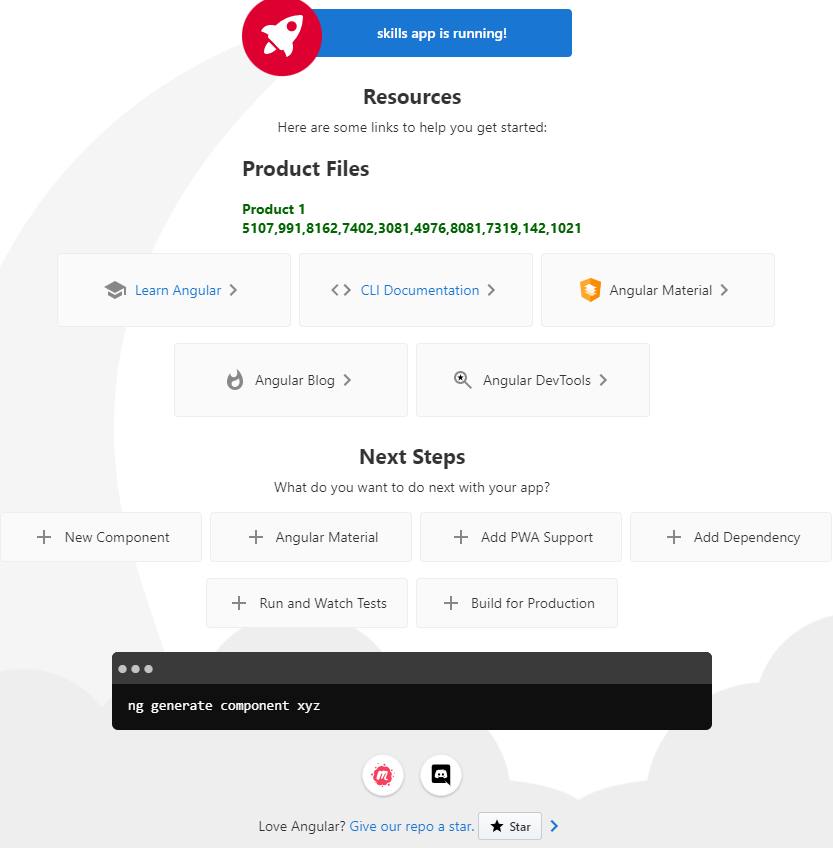 skills app is running!
Resources
Here are some links to help you get started:
Product Files
Product 1
5107,991,8162,7402,3081,4976,8081,7319,142,1021
Learn Angular
CLI Documentation
Angular Material
Angular Blog
Angular DevTools
Next Steps
What do you want to do next with your app?
New Component
Angular Material
Add PWA Support
Add Dependency
Run and Watch Tests
Build for Production
ng generate component xyz
m
Love Angular? Give our repo a star. Star